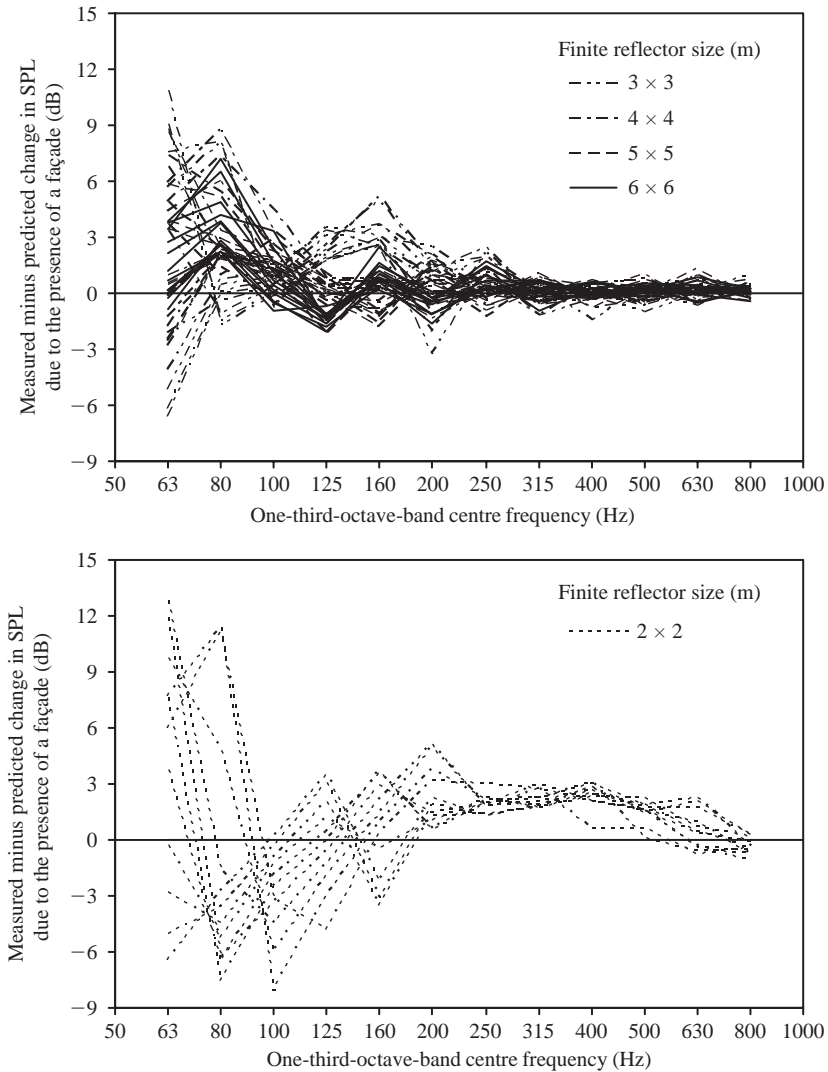 Measured minus predicted change in SPL
due to the presence of a façade (dB)
15
12
9
6
3
0
−3
−6
−9
Finite reflector size (m)
3 × 3
4 × 4
5 × 5
6 × 6
50 63 80 100 125 160 200 250 315 400 500 630 800 1000
One-third-octave-band centre frequency (Hz)
Measured minus predicted change in SPL
due to the presence of a façade (dB)
15
12
9
6
3
0
−3
−6
−9
Finite reflector size (m)
2 × 2
50 63 80 100 125 160 200 250 315 400 500 630 800 1000
One-third-octave-band centre frequency (Hz)